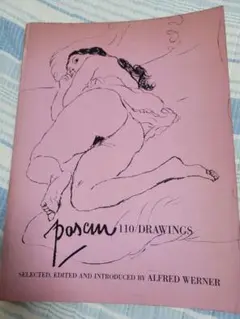 pascin 110/DRAWINGS
SELECTED, EDITED AND INTRODUCED BY ALFRED WERNER